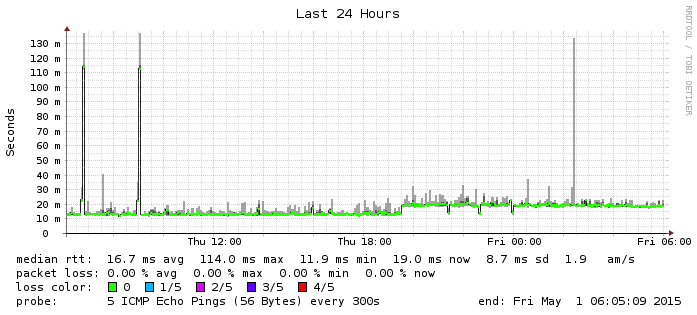 Last 24 Hours
RRDTOOL / TOBI OETIKER
Seconds
130 m
120 m
110 m
100 m
90 m
80 m
70 m
60 m
50 m
40 m
30 m
20 m
10 m
0
Thu 12:00 Thu 18:00 Fri 00:00 Fri 06:00
median rtt: 16.7 ms avg 114.0 ms max 11.9 ms min 19.0 ms now 8.7 ms sd 1.9 am/s
packet loss: 0.00 % avg 0.00 % max 0.00 % min 0.00 % now
loss color: 0 1/5 2/5 3/5 4/5
probe: 5 ICMP Echo Pings (56 Bytes) every 300s end: Fri May 1 06:05:09 2015